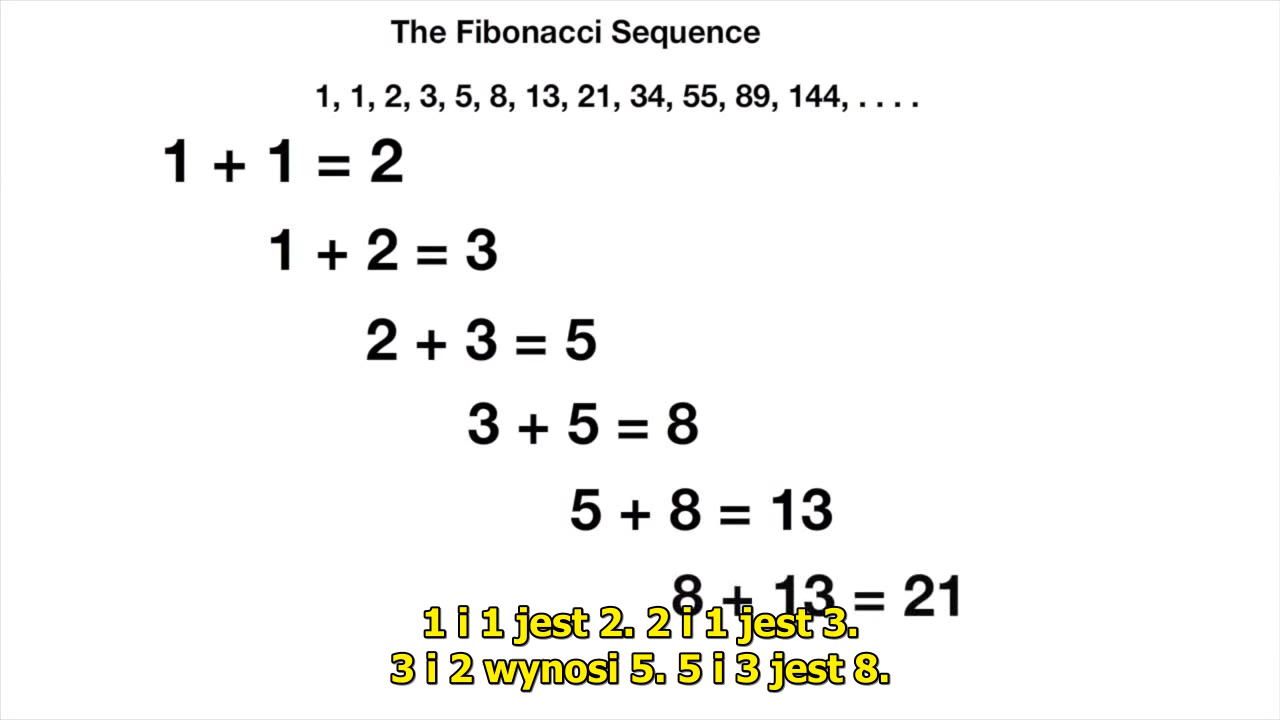 The Fibonacci Sequence
1, 1, 2, 3, 5, 8, 13, 21, 34, 55, 89, 144, . . . .
1 + 1 = 2
1 + 2 = 3
2 + 3 = 5
3 + 5 = 8
5 + 8 = 13
8 + 13 = 21
1 i 1 jest 2. 2 i 1 jest 3.
3 i 2 wynosi 5. 5 i 3 jest 8.